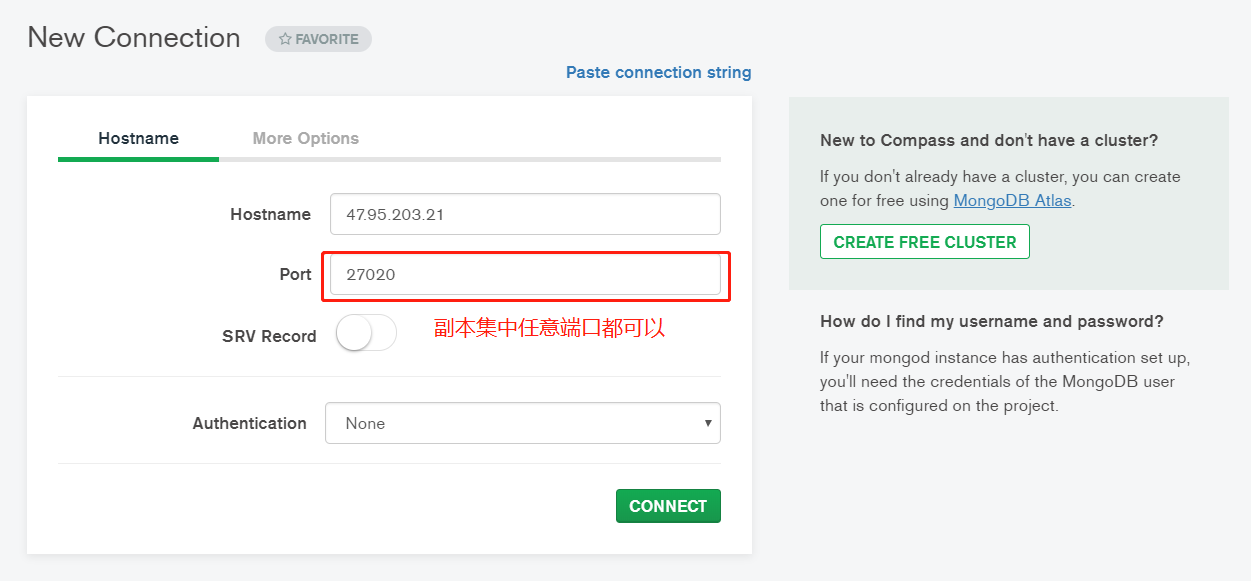 New Connection
FAVORITE
Paste connection string
Hostname
More Options
Hostname
47.95.203.21
Port
27020
SRV Record
副本集中任意端口都可以
Authentication
None
CONNECT
New to Compass and don't have a cluster?
If you don't already have a cluster, you can create
one for free using MongoDB Atlas.
CREATE FREE CLUSTER
How do I find my username and password?
If your mongod instance has authentication set up,
you'll need the credentials of the MongoDB user
that is configured on the project.